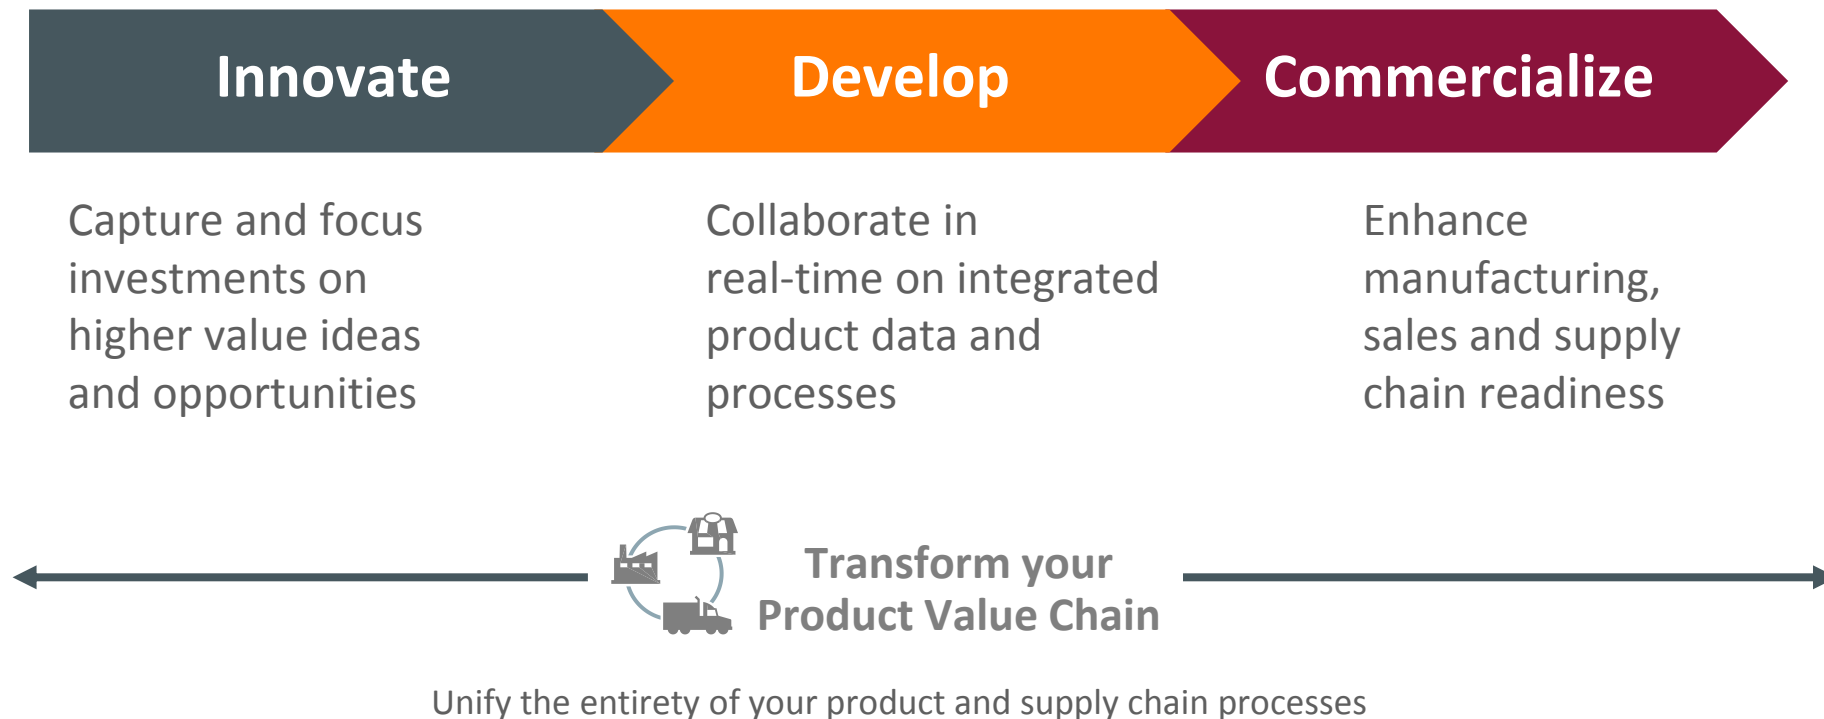 Innovate
Develop
Commercialize
Capture and focus
investments on
higher value ideas
and opportunities
Collaborate in
real-time on integrated
product data and
processes
Enhance
manufacturing,
sales and supply
chain readiness
Transform your
Product Value Chain
Unify the entirety of your product and supply chain processes